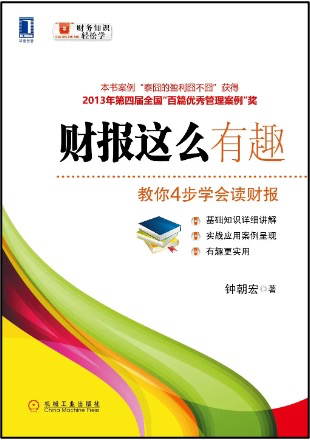 华章经管
财务知识
轻松学
本书案例“泰囧的盈利囧不囧”获得
2013年第四届全国“百篇优秀管理案例”奖
财报这么有趣
教你4步学会读财报
基础知识详细讲解
实战应用案例呈现
有趣更实用
钟朝宏◎著
机械工业出版社
China Machine Press